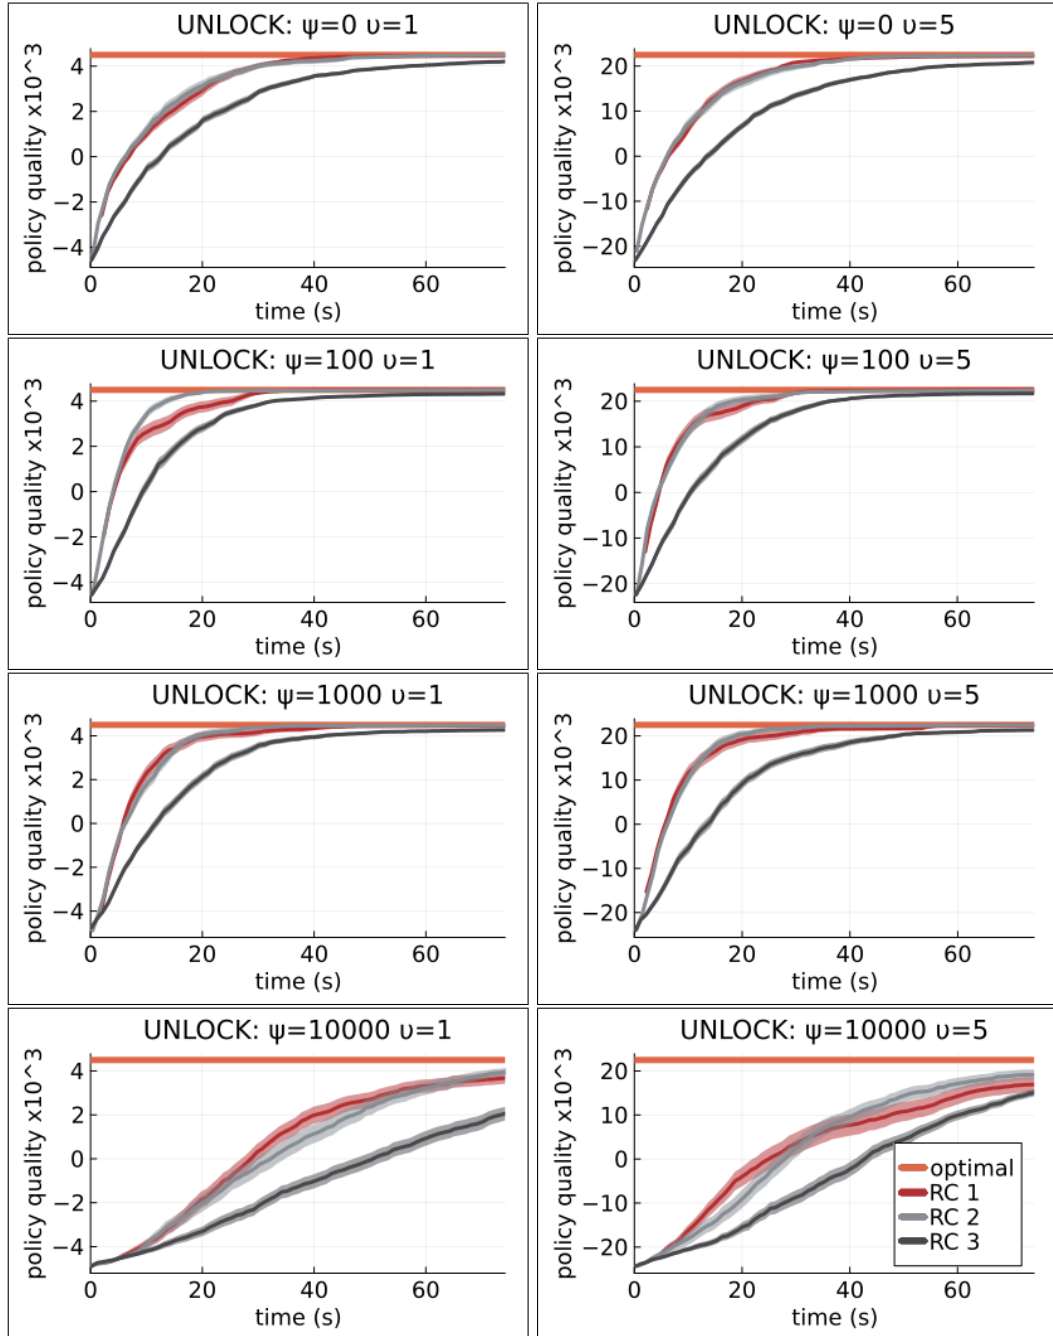 UNLOCK: ψ=0 υ=1
policy quality x10^3
4
2
0
−2
−4
0 20 40 60
time (s)
UNLOCK: ψ=0 υ=5
policy quality x10^3
20
10
0
−10
−20
0 20 40 60
time (s)
UNLOCK: ψ=100 υ=1
policy quality x10^3
4
2
0
−2
−4
0 20 40 60
time (s)
UNLOCK: ψ=100 υ=5
policy quality x10^3
20
10
0
−10
−20
0 20 40 60
time (s)
UNLOCK: ψ=1000 υ=1
policy quality x10^3
4
2
0
−2
−4
0 20 40 60
time (s)
UNLOCK: ψ=1000 υ=5
policy quality x10^3
20
10
0
−10
−20
0 20 40 60
time (s)
UNLOCK: ψ=10000 υ=1
policy quality x10^3
4
2
0
−2
−4
0 20 40 60
time (s)
UNLOCK: ψ=10000 υ=5
policy quality x10^3
20
10
0
−10
−20
0 20 40 60
time (s)
optimal
RC 1
RC 2
RC 3